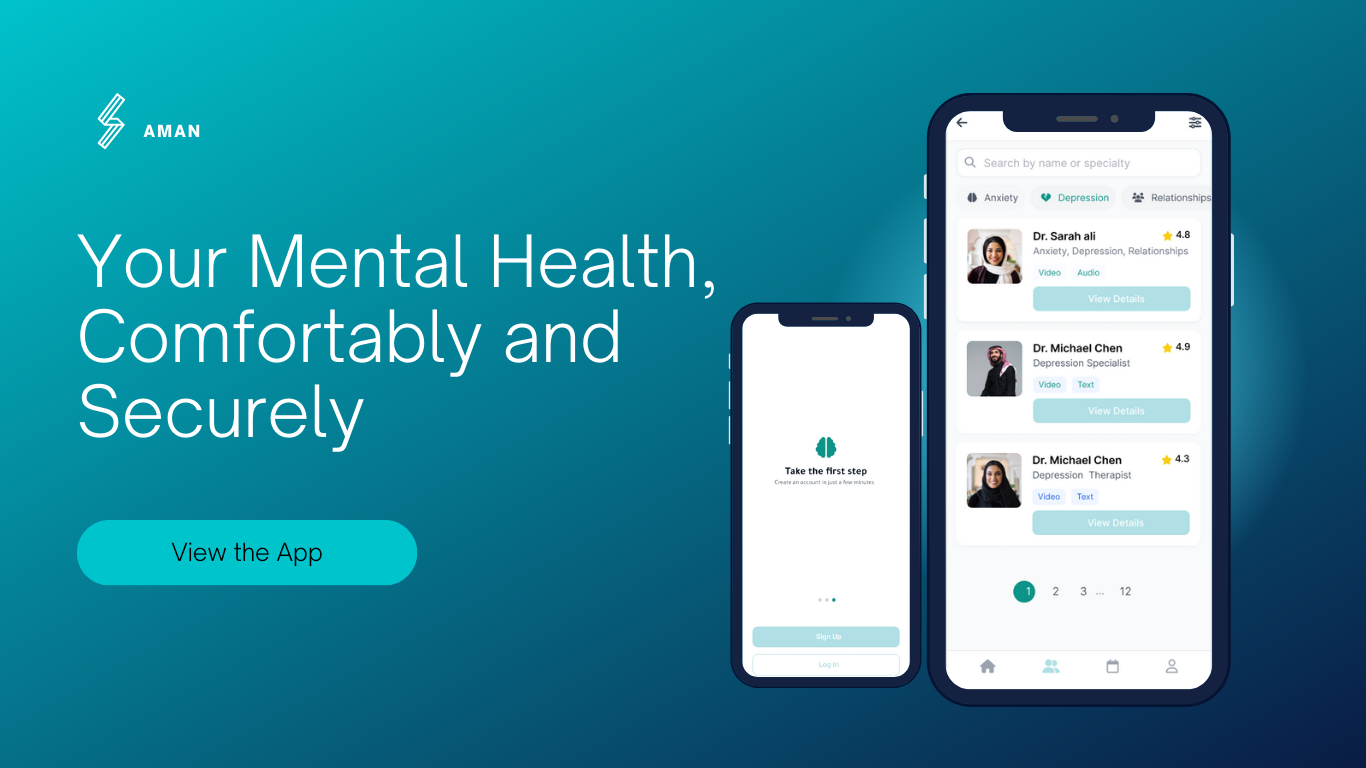 AMAN
Your Mental Health,
Comfortably and
Securely
View the App
Take the first step
Create an account in just a few minutes
Sign Up
Log In
Search by name or specialty
Anxiety Depression Relationships
Dr. Sarah ali 4.8
Anxiety, Depression, Relationships
Video Audio
View Details
Dr. Michael Chen 4.9
Depression Specialist
Video Text
View Details
Dr. Michael Chen 4.3
Depression Therapist
Video Text
View Details
1 2 3 ... 12